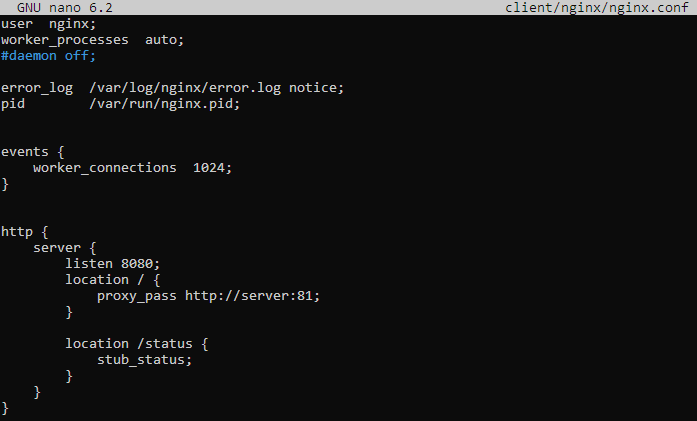 GNU nano 6.2 client/nginx/nginx.conf
user  nginx;
worker_processes  auto;
#daemon off;
error_log  /var/log/nginx/error.log notice;
pid        /var/run/nginx.pid;
events {
    worker_connections  1024;
}
http {
    server {
        listen 8080;
        location / {
            proxy_pass http://server:81;
        }
        location /status {
            stub_status;
        }
    }
}